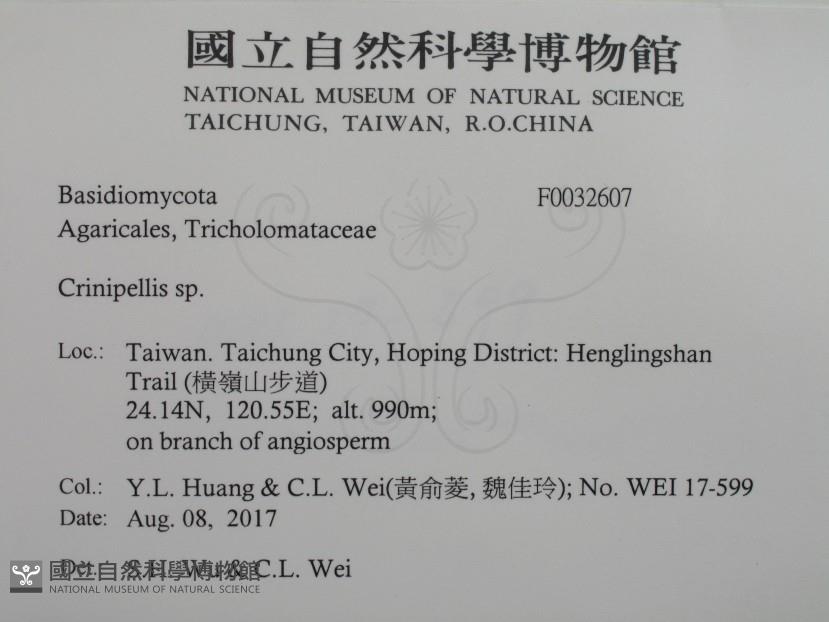 國立自然科學博物館
NATIONAL MUSEUM OF NATURAL SCIENCE
TAICHUNG, TAIWAN, R.O.CHINA
Basidiomycota F0032607
Agaricales, Tricholomataceae
Crinipellis sp.
Loc.: Taiwan. Taichung City, Hoping District: Henglingshan
Trail (橫嶺山步道)
24.14N, 120.55E; alt. 990m;
on branch of angiosperm
Col.: Y.L. Huang & C.L. Wei(黃俞菱, 魏佳玲); No. WEI 17-599
Date: Aug. 08, 2017
Det.: S.H. Wu & C.L. Wei
國立自然科學博物館
NATIONAL MUSEUM OF NATURAL SCIENCE